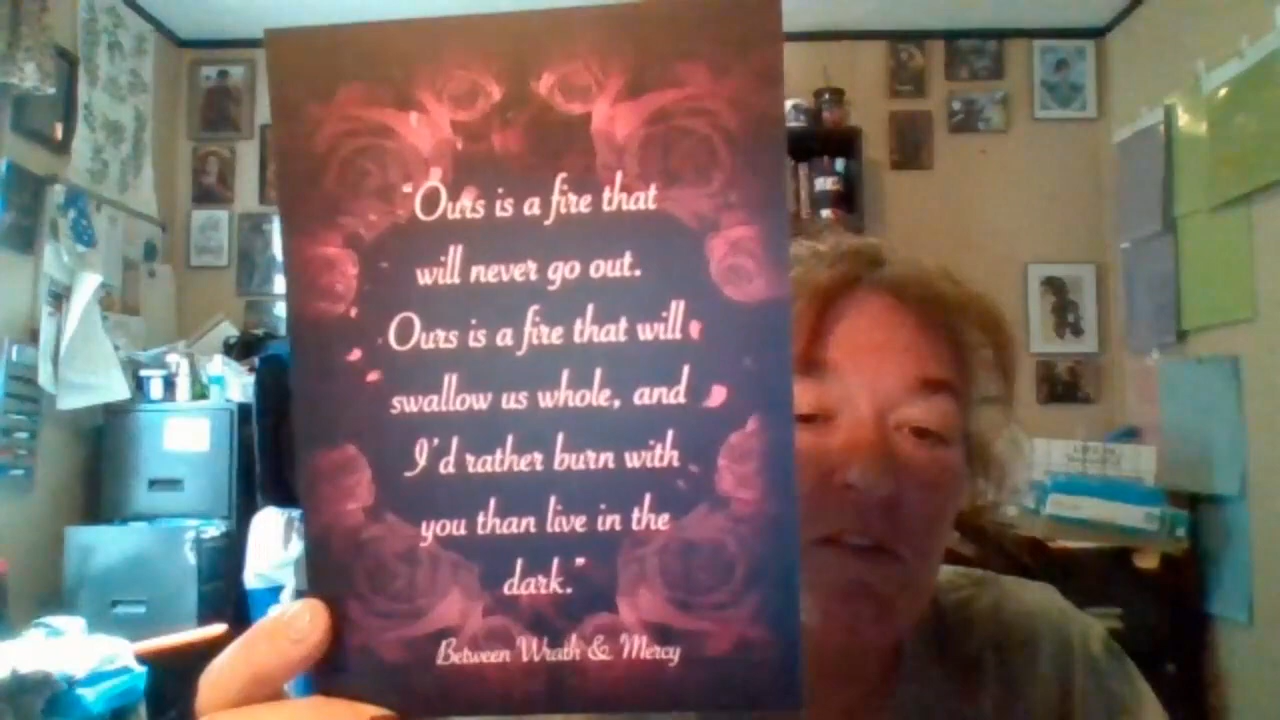 “Ours is a fire that
will never go out.
Ours is a fire that will
swallow us whole, and
I’d rather burn with
you than live in the
dark.”
Between Wrath & Mercy